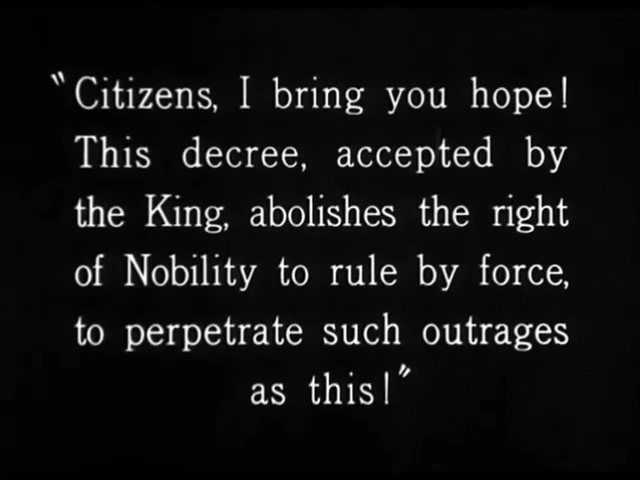 "Citizens, I bring you hope!
This decree, accepted by
the King, abolishes the right
of Nobility to rule by force,
to perpetrate such outrages
as this!"